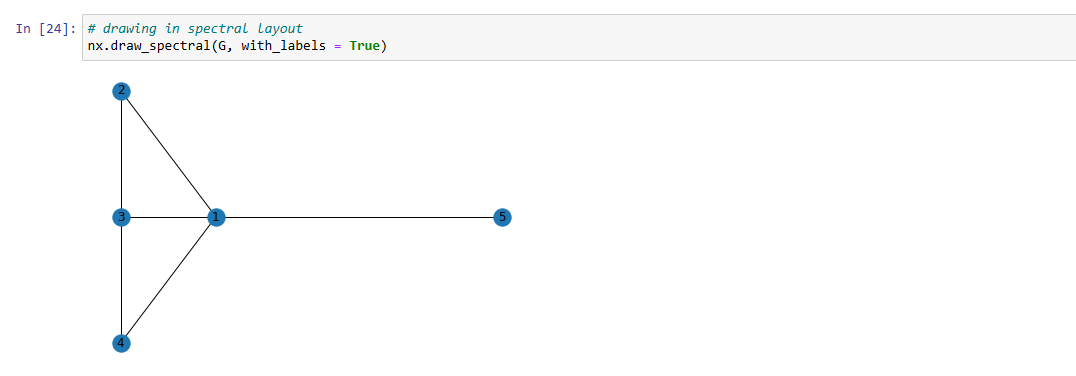 In [24]: # drawing in spectral layout
nx.draw_spectral(G, with_labels = True)
2
3 1 5
4